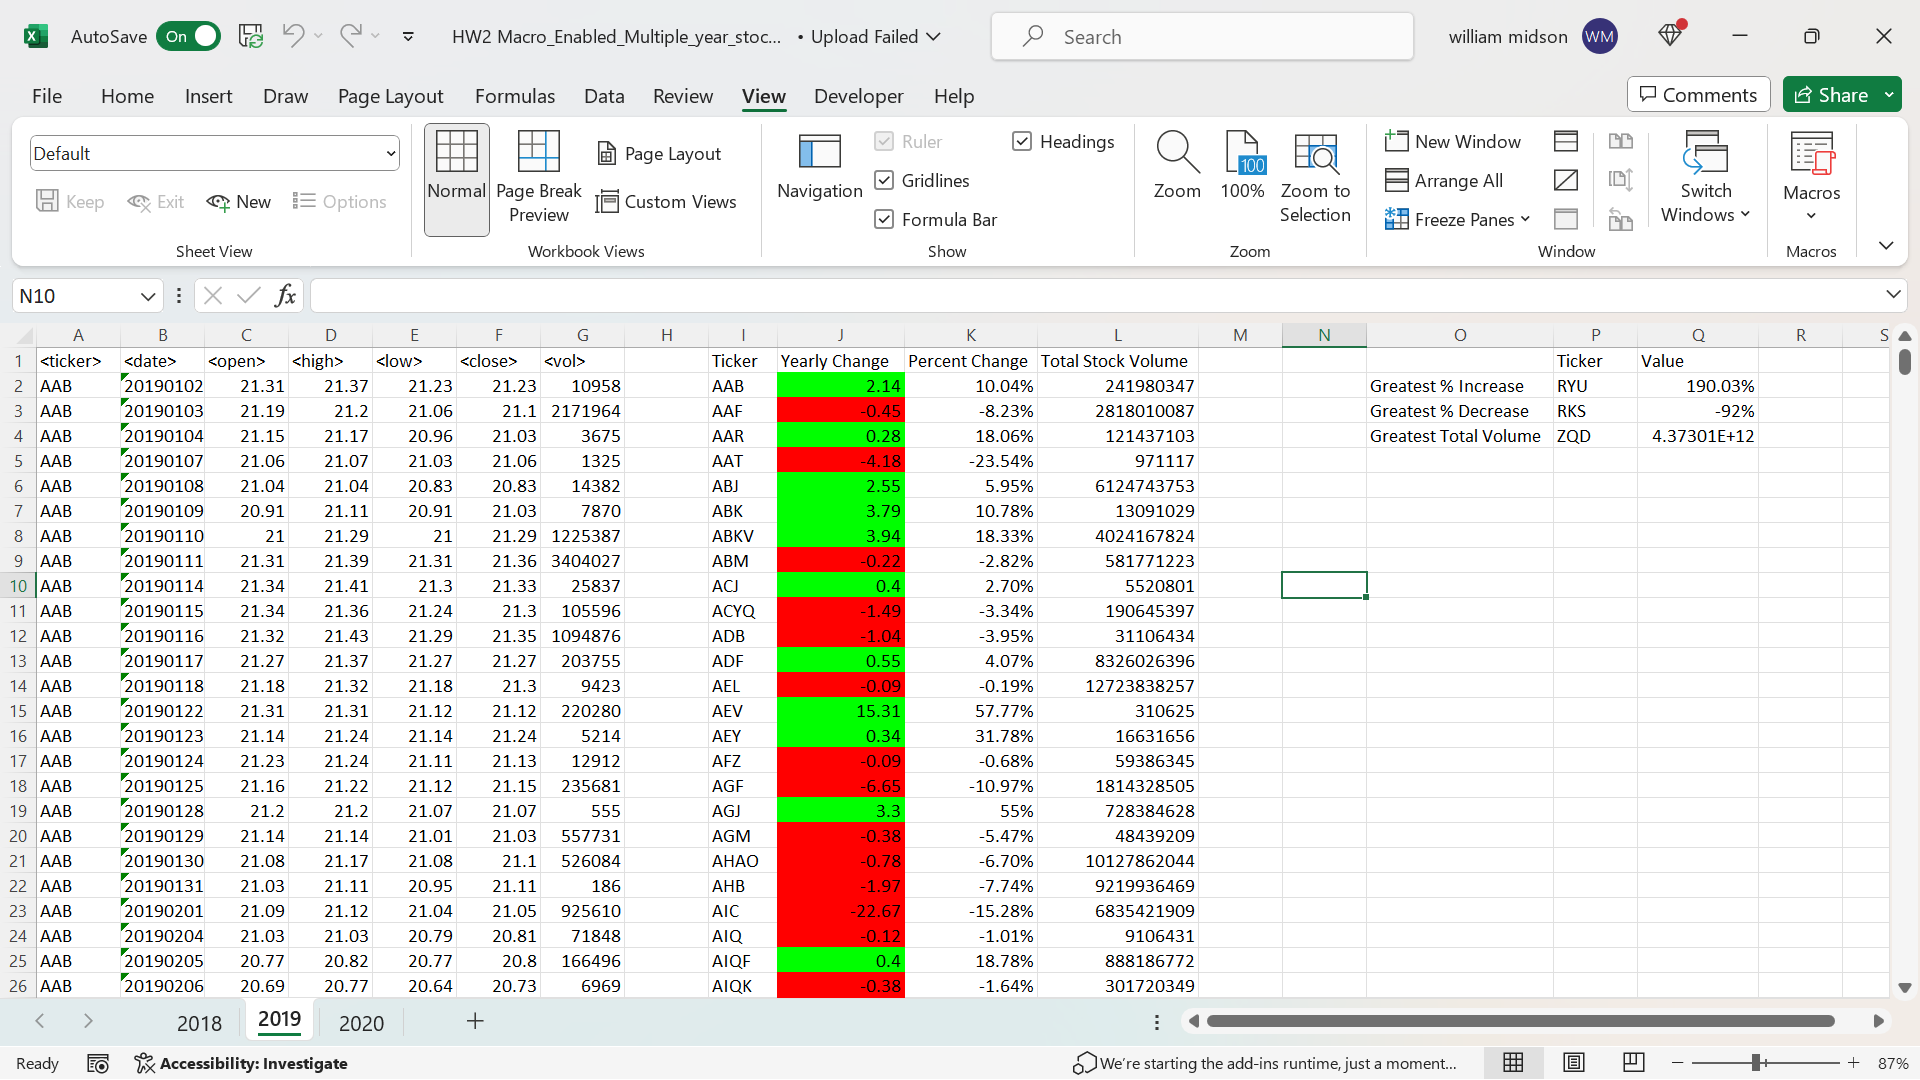 AutoSave On HW2 Macro_Enabled_Multiple_year_stoc... • Upload Failed Search william midson WM
File Home Insert Draw Page Layout Formulas Data Review View Developer Help Comments Share
Default
Keep Exit New Options
Sheet View
Normal Page Break Preview Page Layout Custom Views
Workbook Views
Navigation Ruler Gridlines Formula Bar Headings
Show
Zoom 100 100% Zoom to Selection
Zoom
New Window Arrange All Freeze Panes Switch Windows
Window
Macros
Macros
N10 fx
A B C D E F G H I J K L M N O P Q R S
1 <ticker> <date> <open> <high> <low> <close> <vol> Ticker Yearly Change Percent Change Total Stock Volume Ticker Value
2 AAB 20190102 21.31 21.37 21.23 21.23 10958 AAB 2.14 10.04% 241980347 Greatest % Increase RYU 190.03%
3 AAB 20190103 21.19 21.2 21.06 21.1 2171964 AAF -0.45 -8.23% 2818010087 Greatest % Decrease RKS -92%
4 AAB 20190104 21.15 21.17 20.96 21.03 3675 AAR 0.28 18.06% 121437103 Greatest Total Volume ZQD 4.37301E+12
5 AAB 20190107 21.06 21.07 21.03 21.06 1325 AAT -4.18 -23.54% 971117
6 AAB 20190108 21.04 21.04 20.83 20.83 14382 ABJ 2.55 5.95% 6124743753
7 AAB 20190109 20.91 21.11 20.91 21.03 7870 ABK 3.79 10.78% 13091029
8 AAB 20190110 21 21.29 21 21.29 1225387 ABKV 3.94 18.33% 4024167824
9 AAB 20190111 21.31 21.39 21.31 21.36 3404027 ABM -0.22 -2.82% 581771223
10 AAB 20190114 21.34 21.41 21.3 21.33 25837 ACJ 0.4 2.70% 5520801
11 AAB 20190115 21.34 21.36 21.24 21.3 105596 ACYQ -1.49 -3.34% 190645397
12 AAB 20190116 21.32 21.43 21.29 21.35 1094876 ADB -1.04 -3.95% 31106434
13 AAB 20190117 21.27 21.37 21.27 21.27 203755 ADF 0.55 4.07% 8326026396
14 AAB 20190118 21.18 21.32 21.18 21.3 9423 AEL -0.09 -0.19% 12723838257
15 AAB 20190122 21.31 21.31 21.12 21.12 220280 AEV 15.31 57.77% 310625
16 AAB 20190123 21.14 21.24 21.14 21.24 5214 AEY 0.34 31.78% 16631656
17 AAB 20190124 21.23 21.24 21.11 21.13 12912 AFZ -0.09 -0.68% 59386345
18 AAB 20190125 21.16 21.22 21.12 21.15 235681 AGF -6.65 -10.97% 1814328505
19 AAB 20190128 21.2 21.2 21.07 21.07 555 AGJ 3.3 55% 728384628
20 AAB 20190129 21.14 21.14 21.01 21.03 557731 AGM -0.38 -5.47% 48439209
21 AAB 20190130 21.08 21.17 21.08 21.1 526084 AHAO -0.78 -6.70% 10127862044
22 AAB 20190131 21.03 21.11 20.95 21.11 186 AHB -1.97 -7.74% 9219936469
23 AAB 20190201 21.09 21.12 21.04 21.05 925610 AIC -22.67 -15.28% 6835421909
24 AAB 20190204 21.03 21.03 20.79 20.81 71848 AIQ -0.12 -1.01% 9106431
25 AAB 20190205 20.77 20.82 20.77 20.8 166496 AIQF 0.4 18.78% 888186772
26 AAB 20190206 20.69 20.77 20.64 20.73 6969 AIQK -0.38 -1.64% 301720349
2018 2019 2020
Ready Accessibility: Investigate We're starting the add-ins runtime, just a moment... 87%